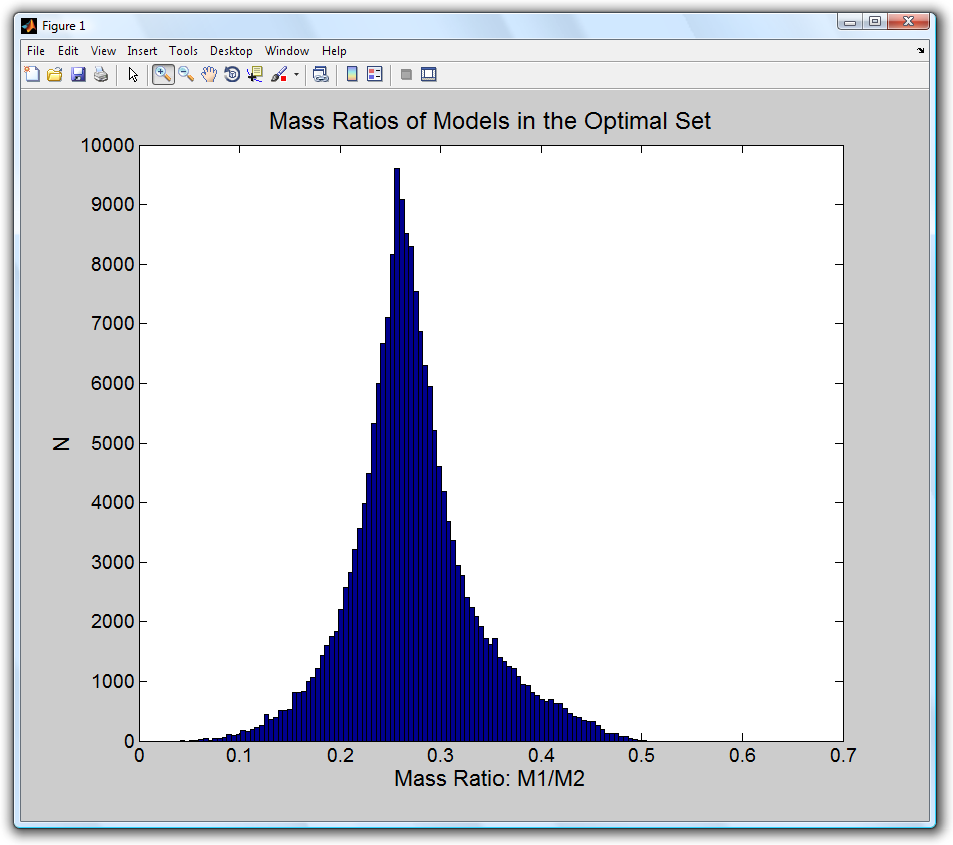 Figure 1
File Edit View Insert Tools Desktop Window Help
Mass Ratios of Models in the Optimal Set
10000
9000
8000
7000
6000
5000
4000
3000
2000
1000
0
N
0 0.1 0.2 0.3 0.4 0.5 0.6 0.7
Mass Ratio: M1/M2